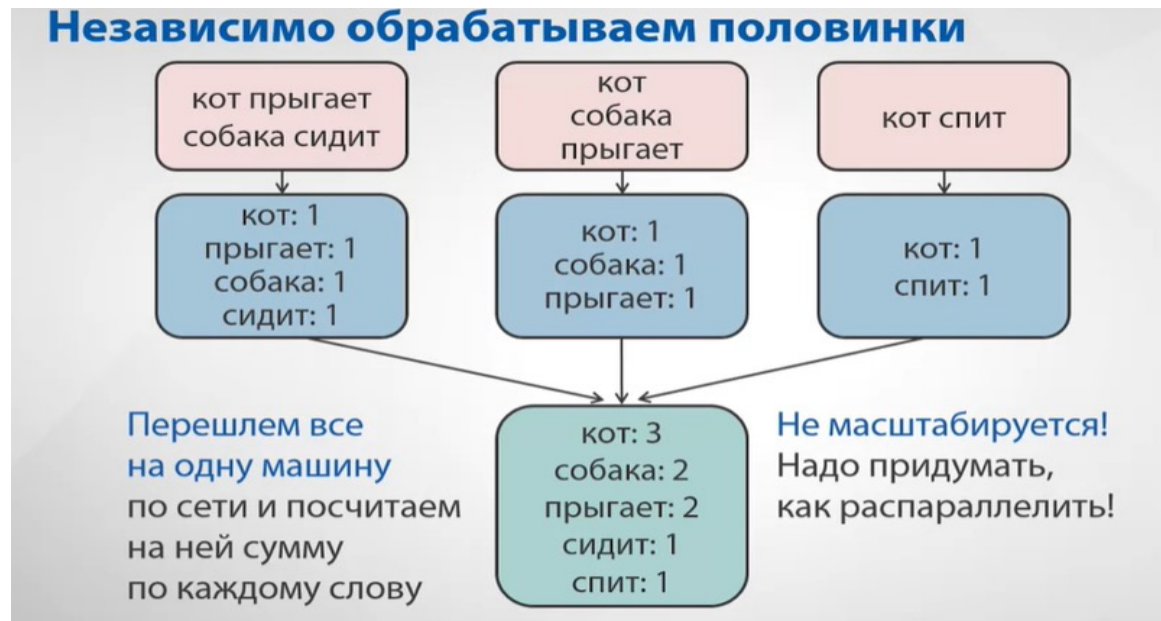 Независимо обрабатываем половинки
кот прыгает
собака сидит
кот
собака
прыгает
кот спит
кот: 1
прыгает: 1
собака: 1
сидит: 1
кот: 1
собака: 1
прыгает: 1
кот: 1
спит: 1
Перешлем все
на одну машину
по сети и посчитаем
на ней сумму
по каждому слову
кот: 3
собака: 2
прыгает: 2
сидит: 1
спит: 1
Не масштабируется!
Надо придумать,
как распараллелить!